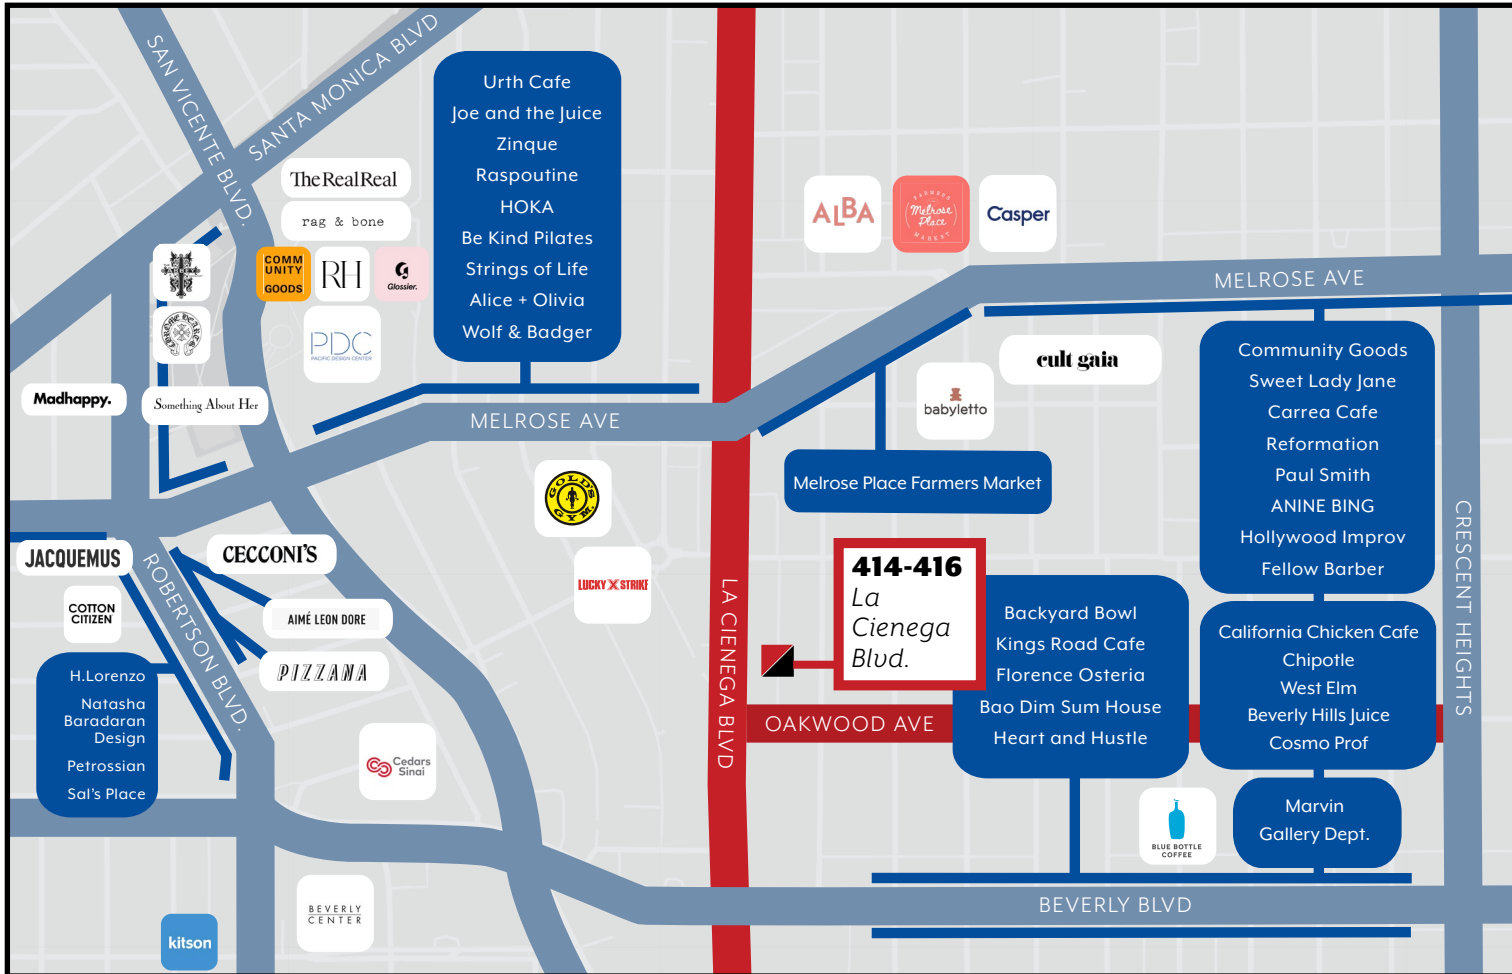 SAN VICENTE BLVD.
SANTA MONICA BLVD
Urth Cafe
Joe and the Juice
Zinque
Raspoutine
HOKA
Be Kind Pilates
Strings of Life
Alice + Olivia
Wolf & Badger
TheRealReal
rag & bone
COMM
UNITY
GOODS
RH
Glossier.
PDC
PACIFIC DESIGN CENTER
ABBEY
CHROME HEARTS
Madhappy.
Something About Her
ALBA
FARMERS
Melrose
Place
MARKET
Casper
MELROSE AVE
MELROSE AVE
cult gaia
babyletto
Melrose Place Farmers Market
Community Goods
Sweet Lady Jane
Carrea Cafe
Reformation
Paul Smith
ANINE BING
Hollywood Improv
Fellow Barber
GOLD'S
GYM.
LUCKY X STRIKE
JACQUEMUS
CECCONI'S
COTTON
CITIZEN
AIMÉ LEON DORE
PIZZANA
ROBERTSON BLVD.
H.Lorenzo
Natasha
Baradaran
Design
Petrossian
Sal's Place
Cedars
Sinai
LA CIENEGA BLVD
414-416
La
Cienega
Blvd.
OAKWOOD AVE
Backyard Bowl
Kings Road Cafe
Florence Osteria
Bao Dim Sum House
Heart and Hustle
CRESCENT HEIGHTS
California Chicken Cafe
Chipotle
West Elm
Beverly Hills Juice
Cosmo Prof
Marvin
Gallery Dept.
BLUE BOTTLE
COFFEE
BEVERLY BLVD
BEVERLY
CENTER
kitson